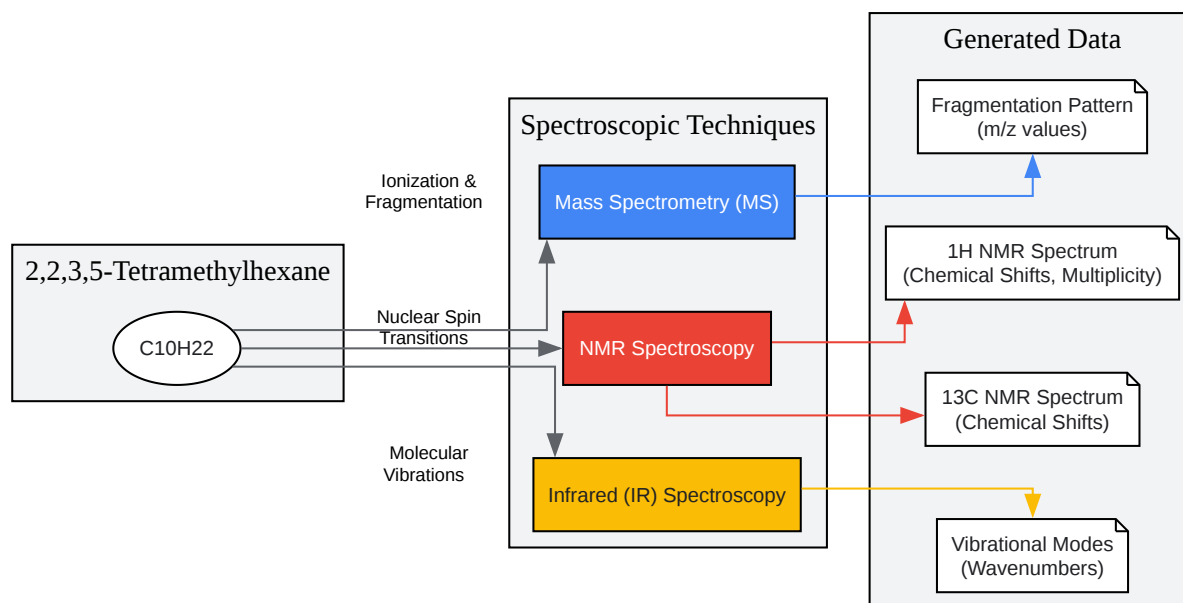 2,2,3,5-Tetramethylhexane
C10H22
Ionization &
Fragmentation
Nuclear Spin
Transitions
Molecular
Vibrations
Spectroscopic Techniques
Mass Spectrometry (MS)
NMR Spectroscopy
Infrared (IR) Spectroscopy
Generated Data
Fragmentation Pattern
(m/z values)
1H NMR Spectrum
(Chemical Shifts, Multiplicity)
13C NMR Spectrum
(Chemical Shifts)
Vibrational Modes
(Wavenumbers)